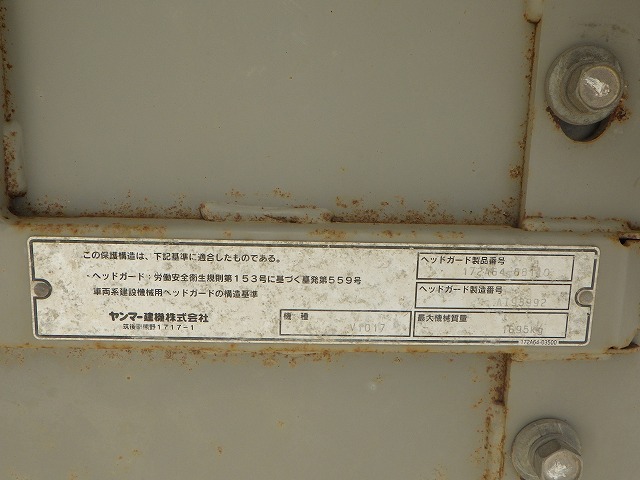 この保護構造は、下記基準に適合したものである。
・ヘッドガード：労働安全衛生規則第153号に基づく基発第559号
車両系建設機械用ヘッドガードの構造基準
ヤンマー建機株式会社
筑後市熊野1717-1
機種
ViO17
ヘッドガード製品番号
ヘッドガード製造番号
最大機械質量
1695kg
172A64-03500